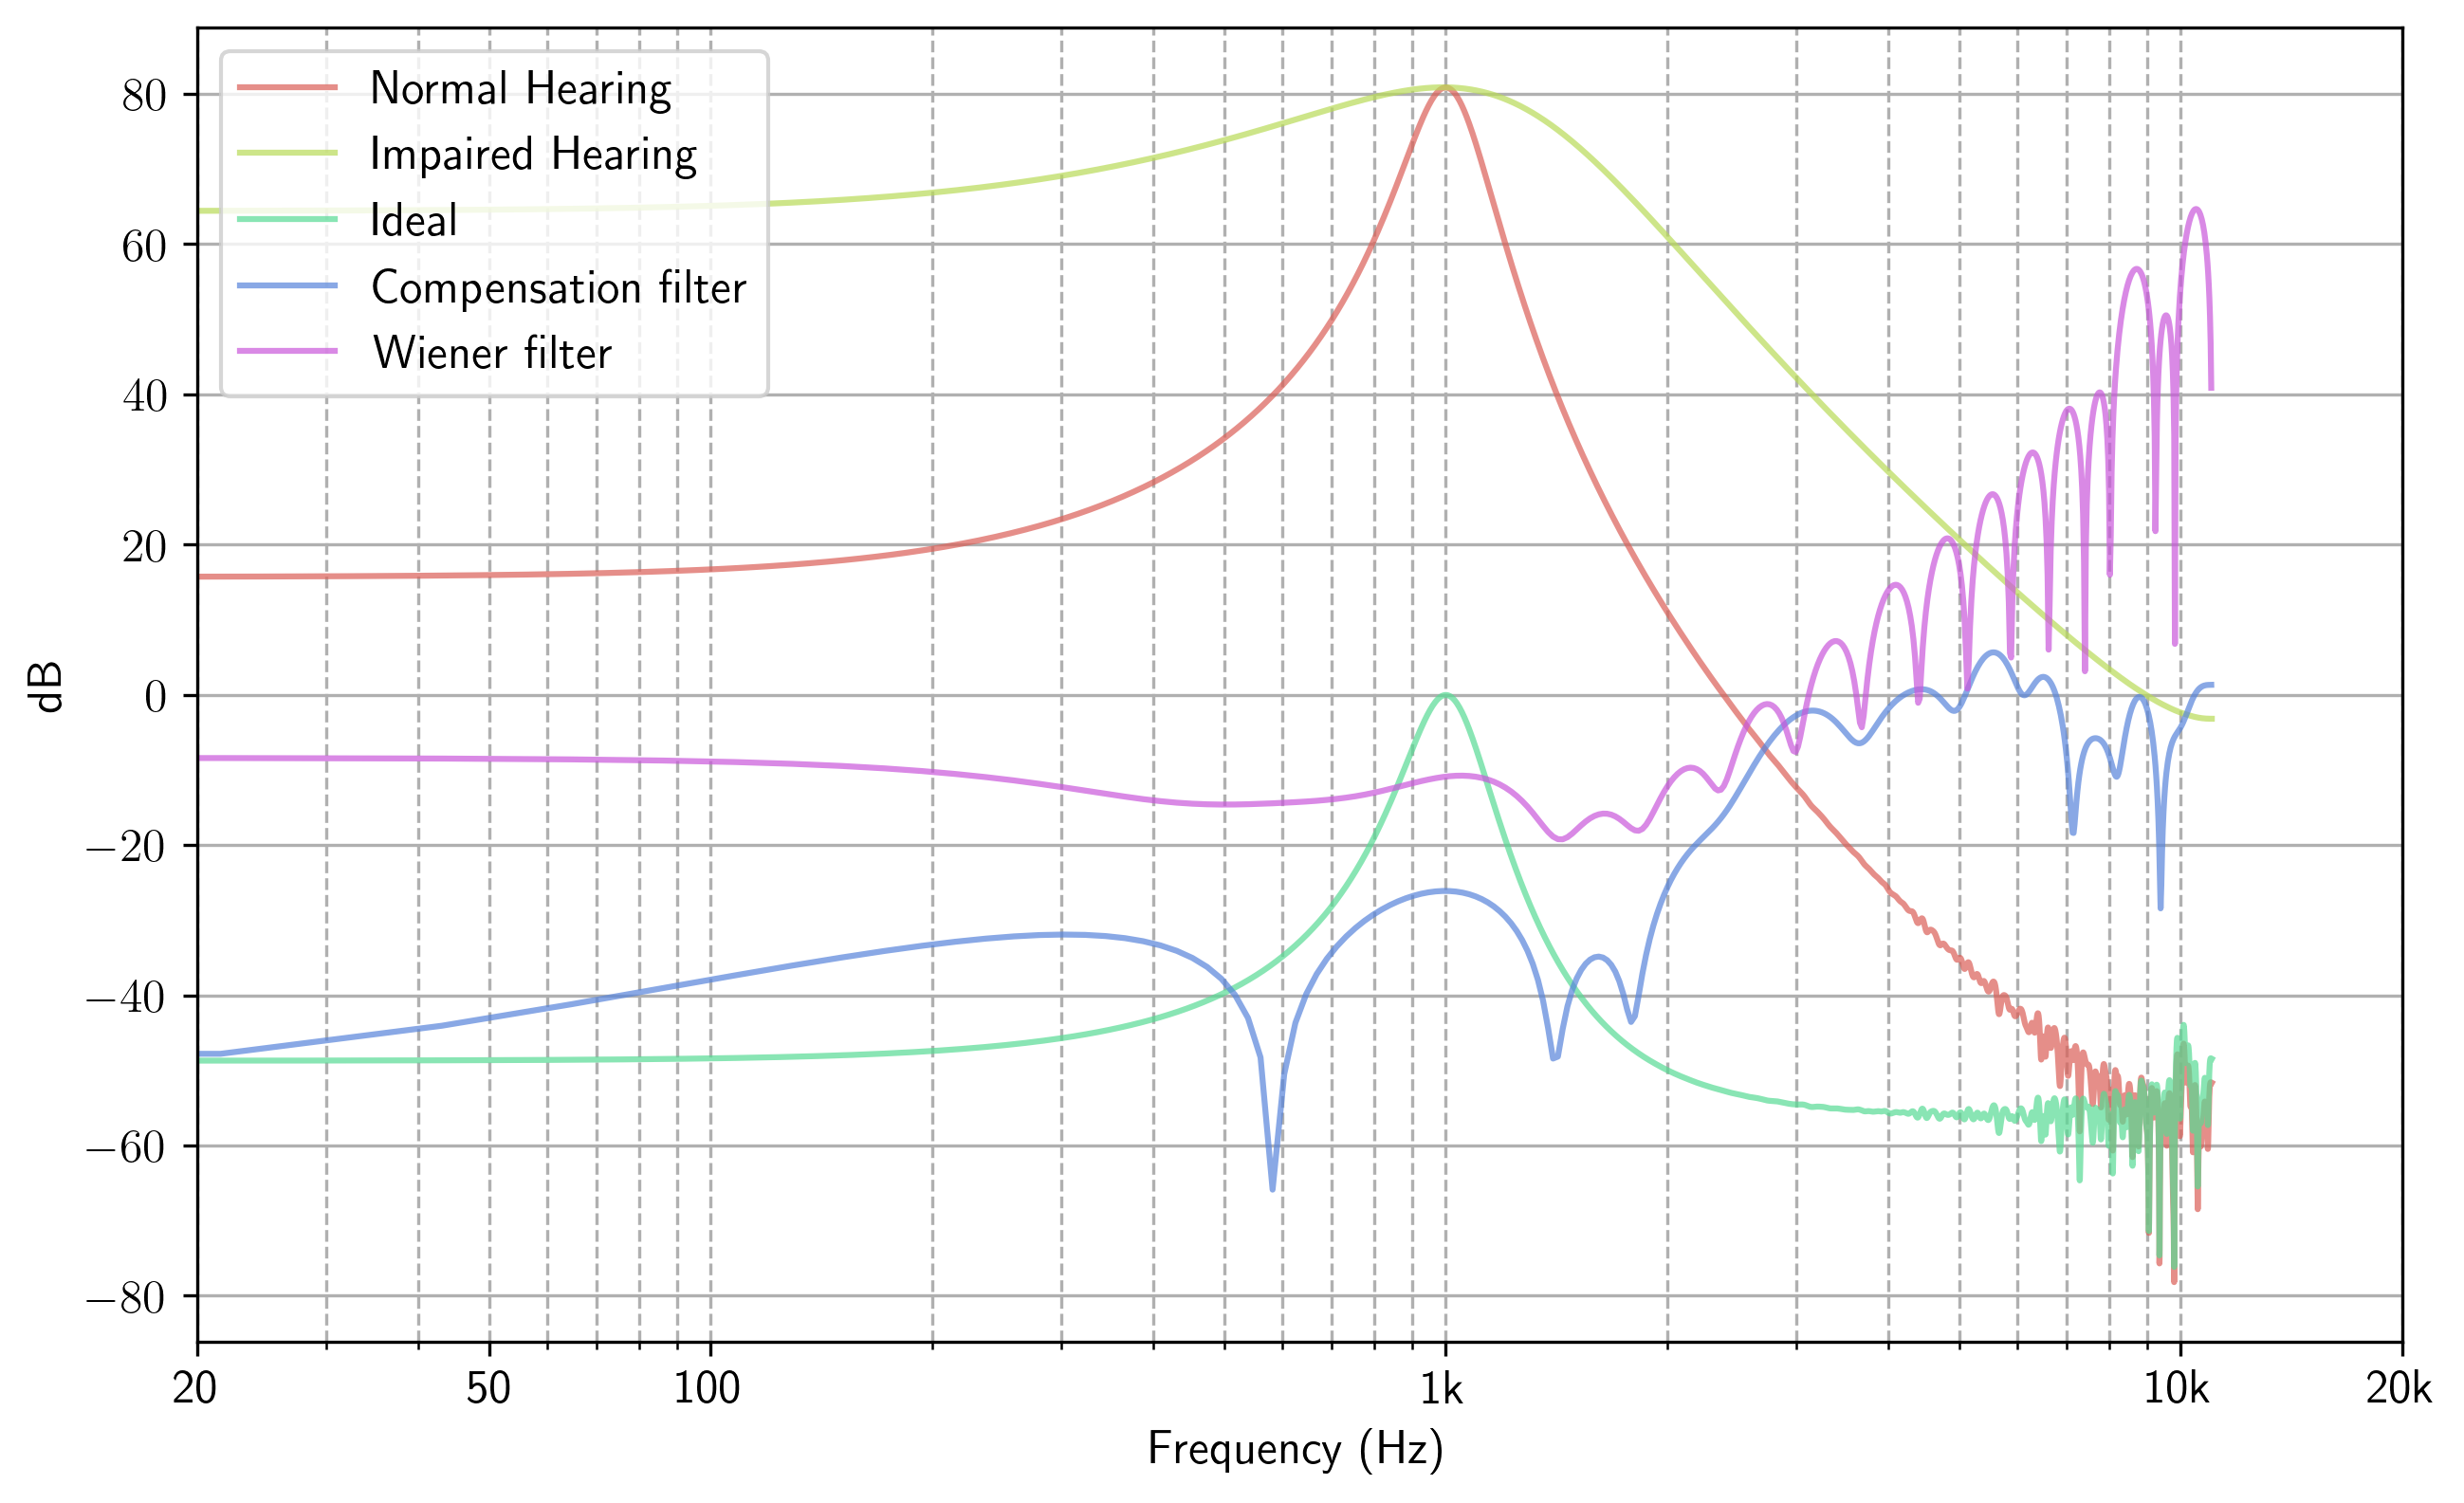 Normal Hearing
Impaired Hearing
Ideal
Compensation filter
Wiener filter
80
60
40
20
0
−20
−40
−60
−80
dB
20 50 100 1k 10k 20k
Frequency (Hz)